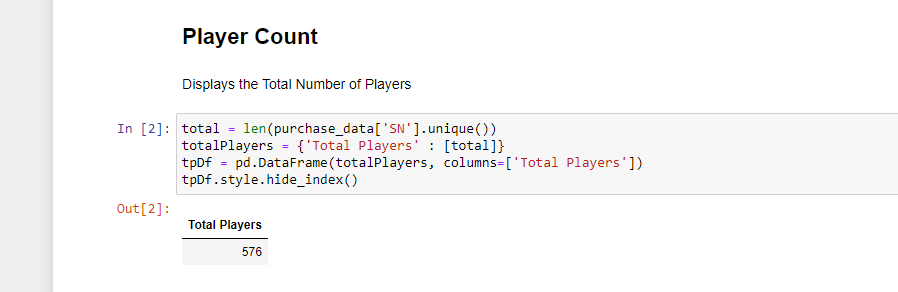 Player Count
Displays the Total Number of Players
In [2]: total = len(purchase_data['SN'].unique())
totalPlayers = {'Total Players' : [total]}
tpDf = pd.DataFrame(totalPlayers, columns=['Total Players'])
tpDf.style.hide_index()
Out[2]:
Total Players
576